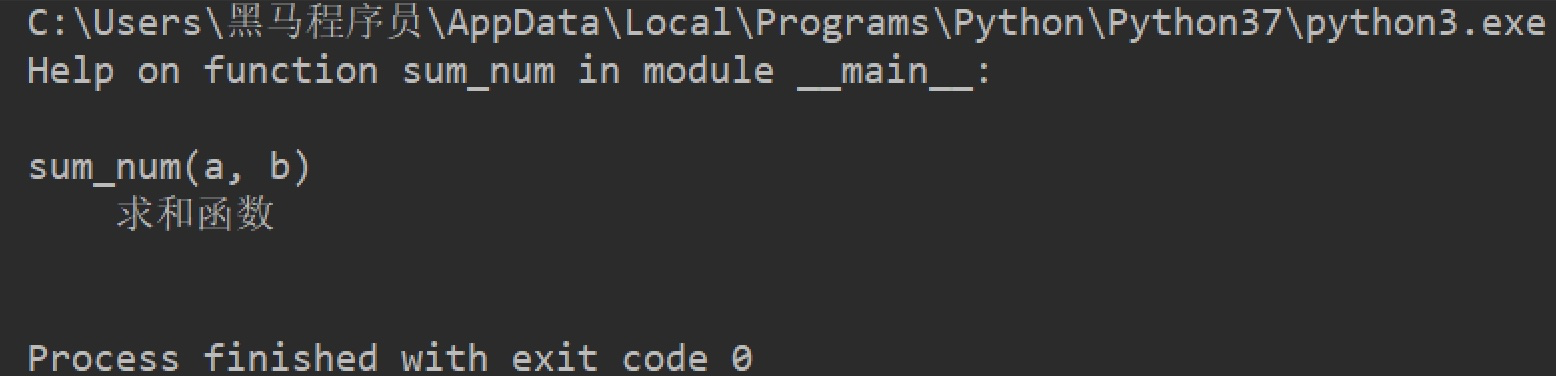 C:\Users\黑马程序员\AppData\Local\Programs\Python\Python37\python3.exe
Help on function sum_num in module __main__:
sum_num(a, b)
求和函数
Process finished with exit code 0